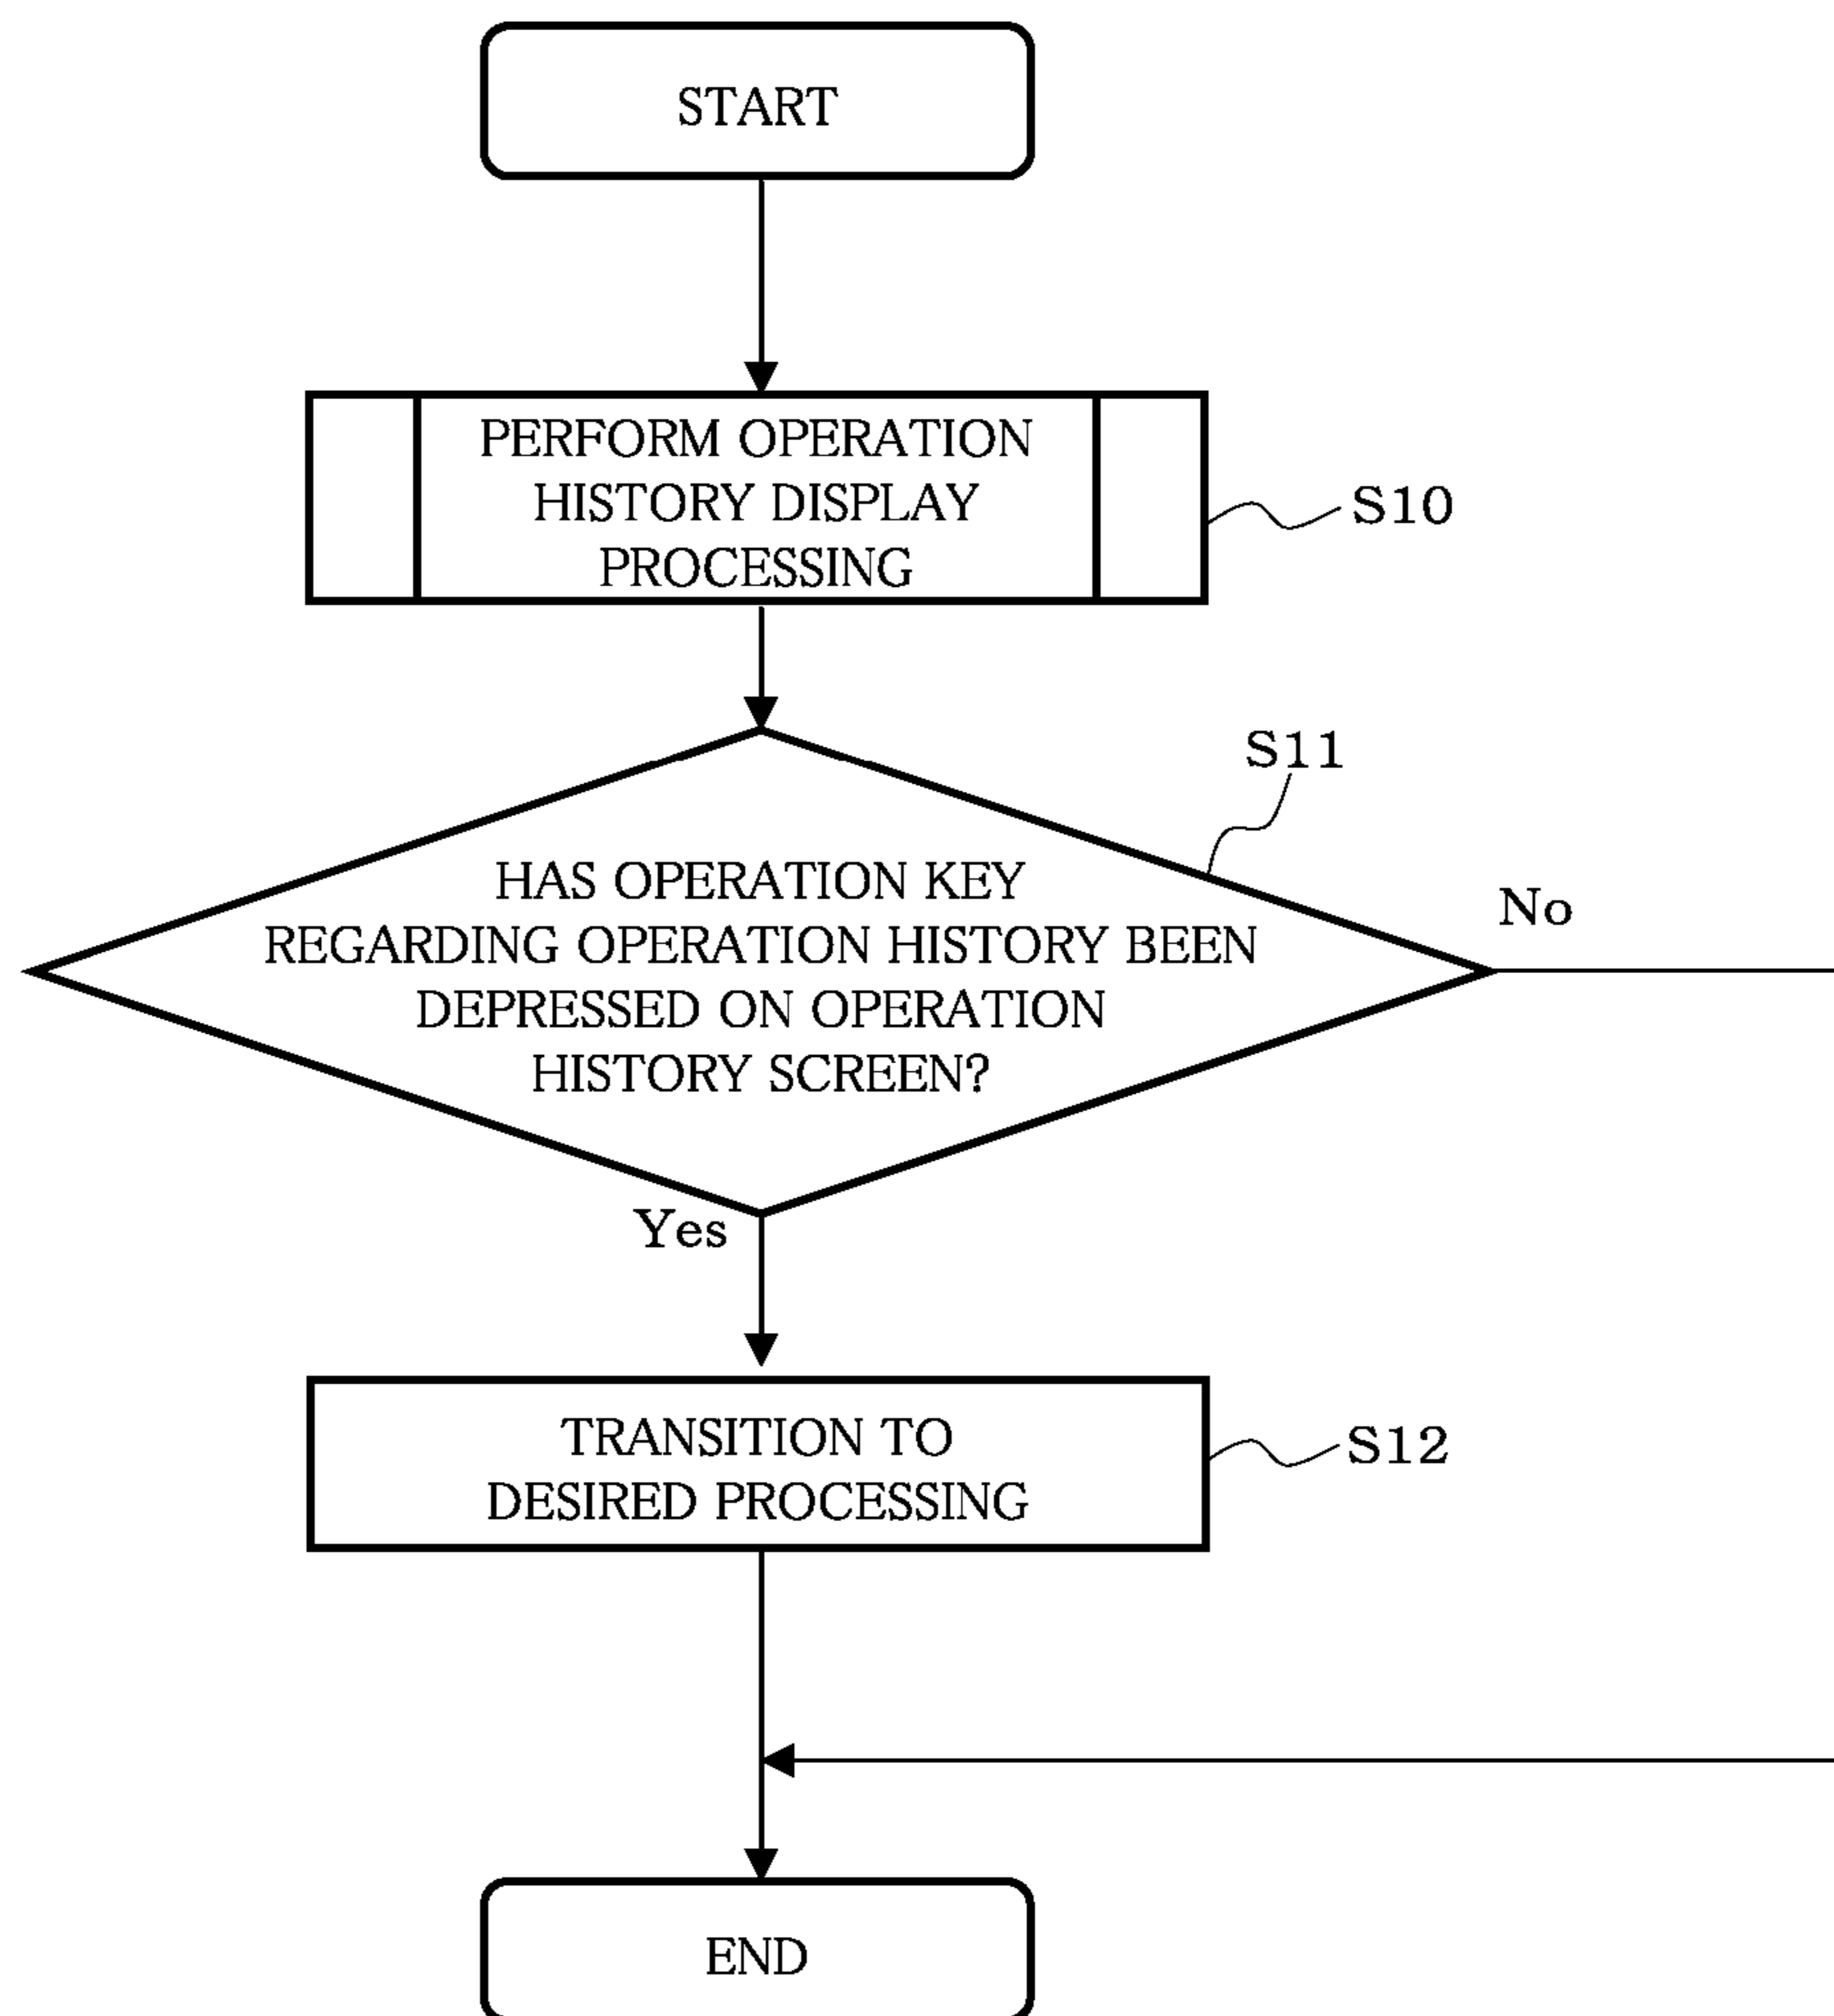 START
PERFORM OPERATION
HISTORY DISPLAY
PROCESSING
S10
S11
HAS OPERATION KEY
REGARDING OPERATION HISTORY BEEN
DEPRESSED ON OPERATION
HISTORY SCREEN?
No
Yes
TRANSITION TO
DESIRED PROCESSING
S12
END